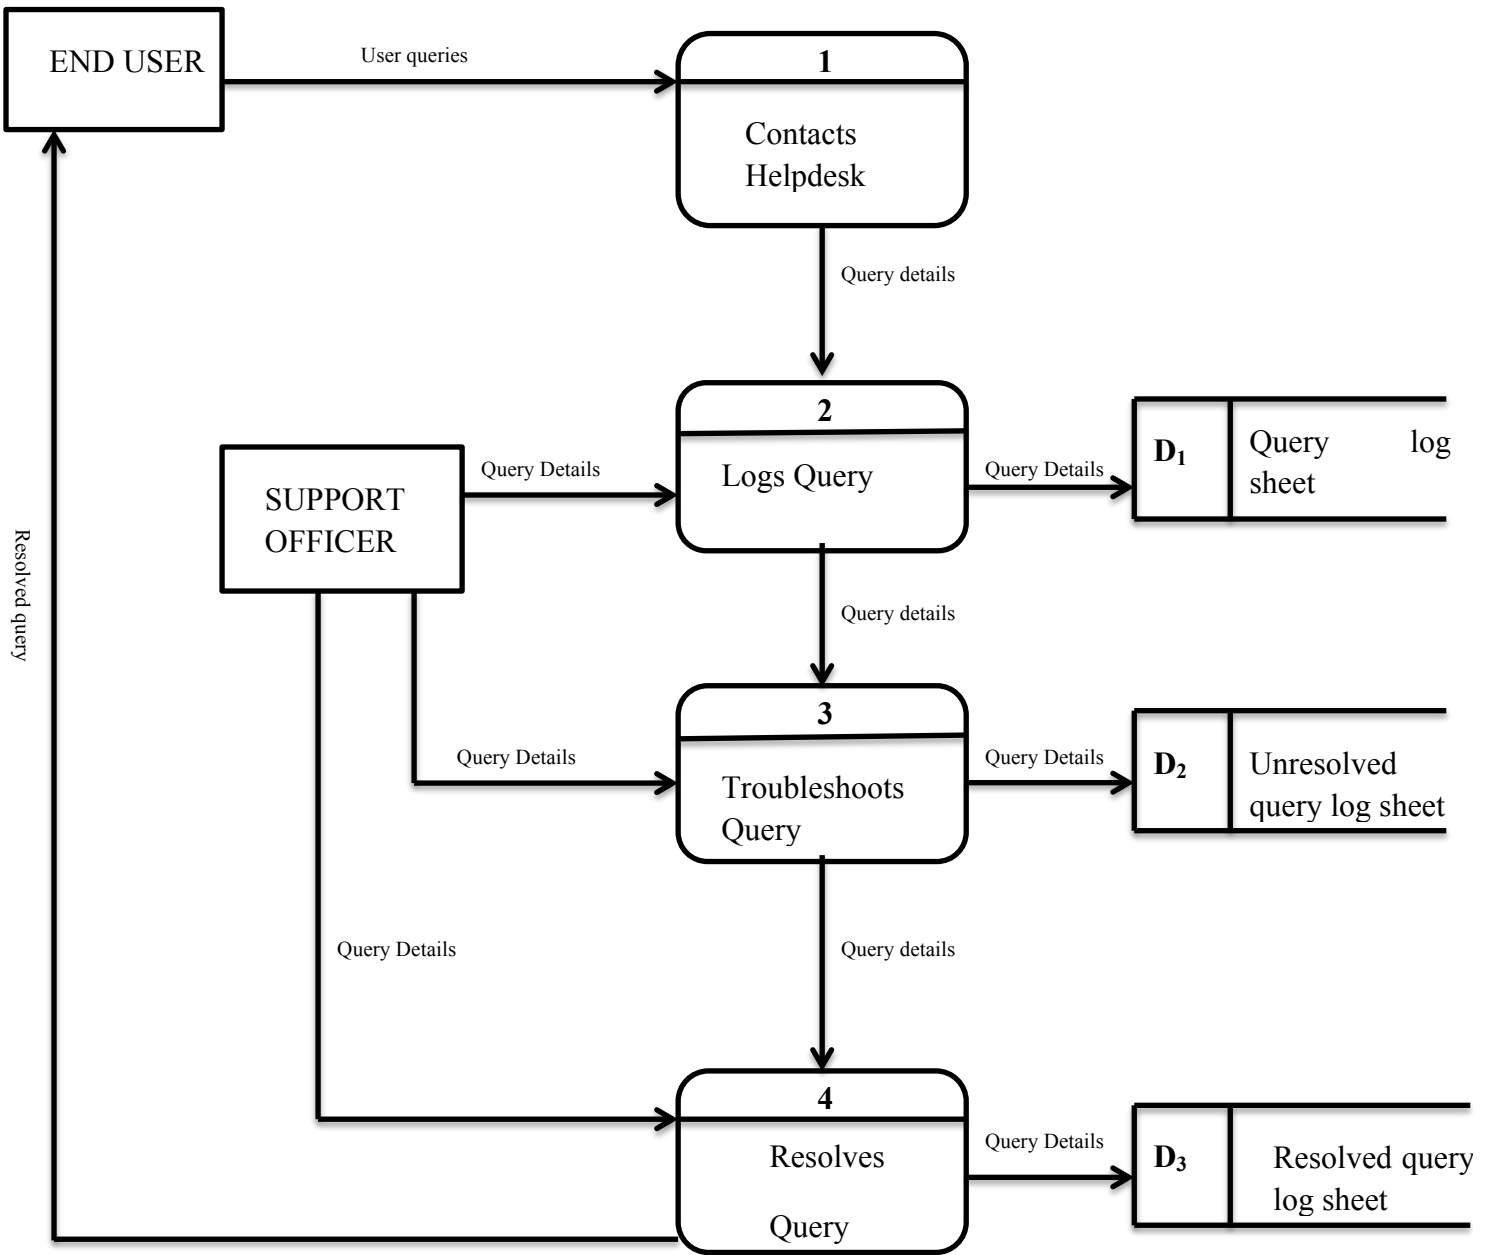 END USER
User queries
1
Contacts
Helpdesk
Query details
2
Logs Query
SUPPORT
OFFICER
Query Details
Query Details
D1
Query log
sheet
Resolved query
Query details
3
Troubleshoots
Query
Query Details
Query Details
D2
Unresolved
query log sheet
Query Details
Query details
4
Resolves
Query
Query Details
D3
Resolved query
log sheet